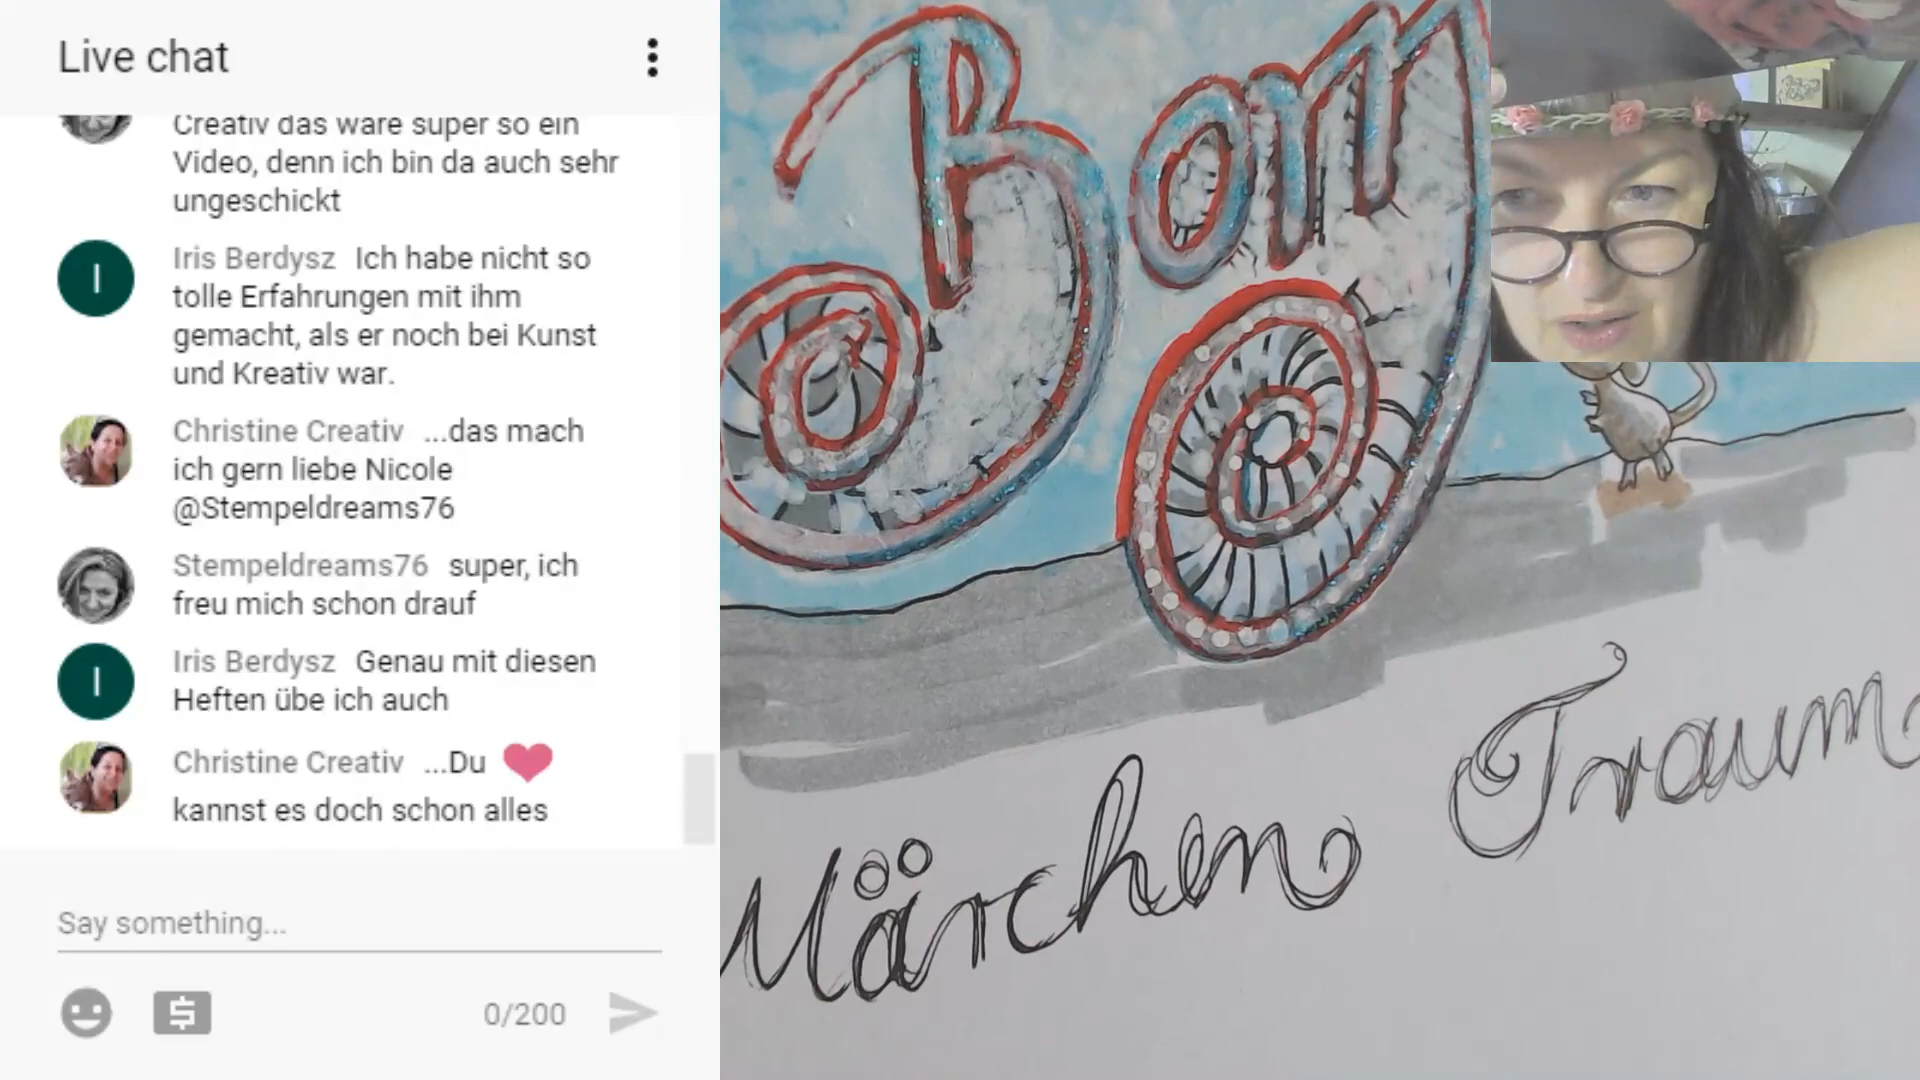 Live chat
Creativ das wäre super so ein
Video, denn ich bin da auch sehr
ungeschickt
Iris Berdysz Ich habe nicht so
tolle Erfahrungen mit ihm
gemacht, als er noch bei Kunst
und Kreativ war.
Christine Creativ ...das mach
ich gern liebe Nicole
@Stempeldreams76
Stempeldreams76 super, ich
freu mich schon drauf
Iris Berdysz Genau mit diesen
Heften übe ich auch
Christine Creativ ...Du ❤
kannst es doch schon alles
Say something...
0/200
Märchen Traum